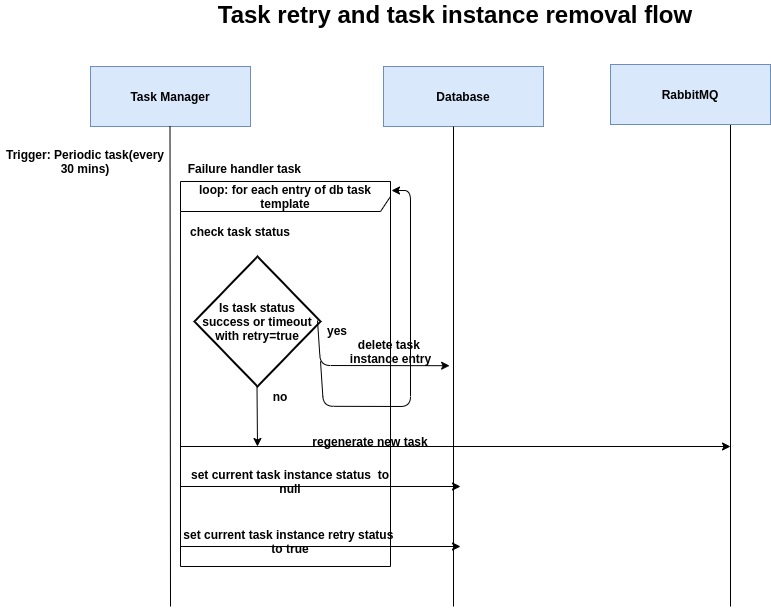 Task retry and task instance removal flow
Task Manager
Database
RabbitMQ
Trigger: Periodic task(every
30 mins)
Failure handler task
loop: for each entry of db task
template
check task status
Is task status
success or timeout
with retry=true
yes
delete task
instance entry
no
regenerate new task
set current task instance status to
null
set current task instance retry status
to true